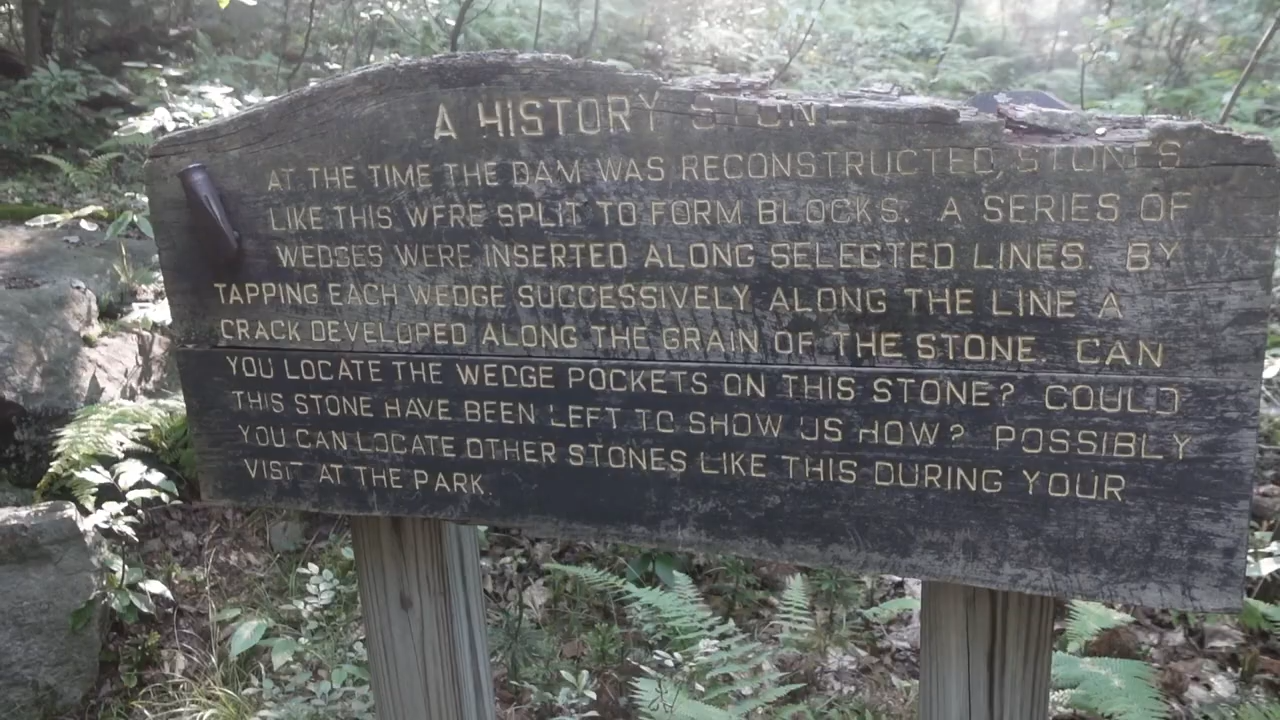 A HISTORY STONE
AT THE TIME THE DAM WAS RECONSTRUCTED, STONES
LIKE THIS WERE SPLIT TO FORM BLOCKS. A SERIES OF
WEDGES WERE INSERTED ALONG SELECTED LINES. BY
TAPPING EACH WEDGE SUCCESSIVELY ALONG THE LINE A
CRACK DEVELOPED ALONG THE GRAIN OF THE STONE. CAN
YOU LOCATE THE WEDGE POCKETS ON THIS STONE? COULD
THIS STONE HAVE BEEN LEFT TO SHOW US HOW? POSSIBLY
YOU CAN LOCATE OTHER STONES LIKE THIS DURING YOUR
VISIT AT THE PARK.